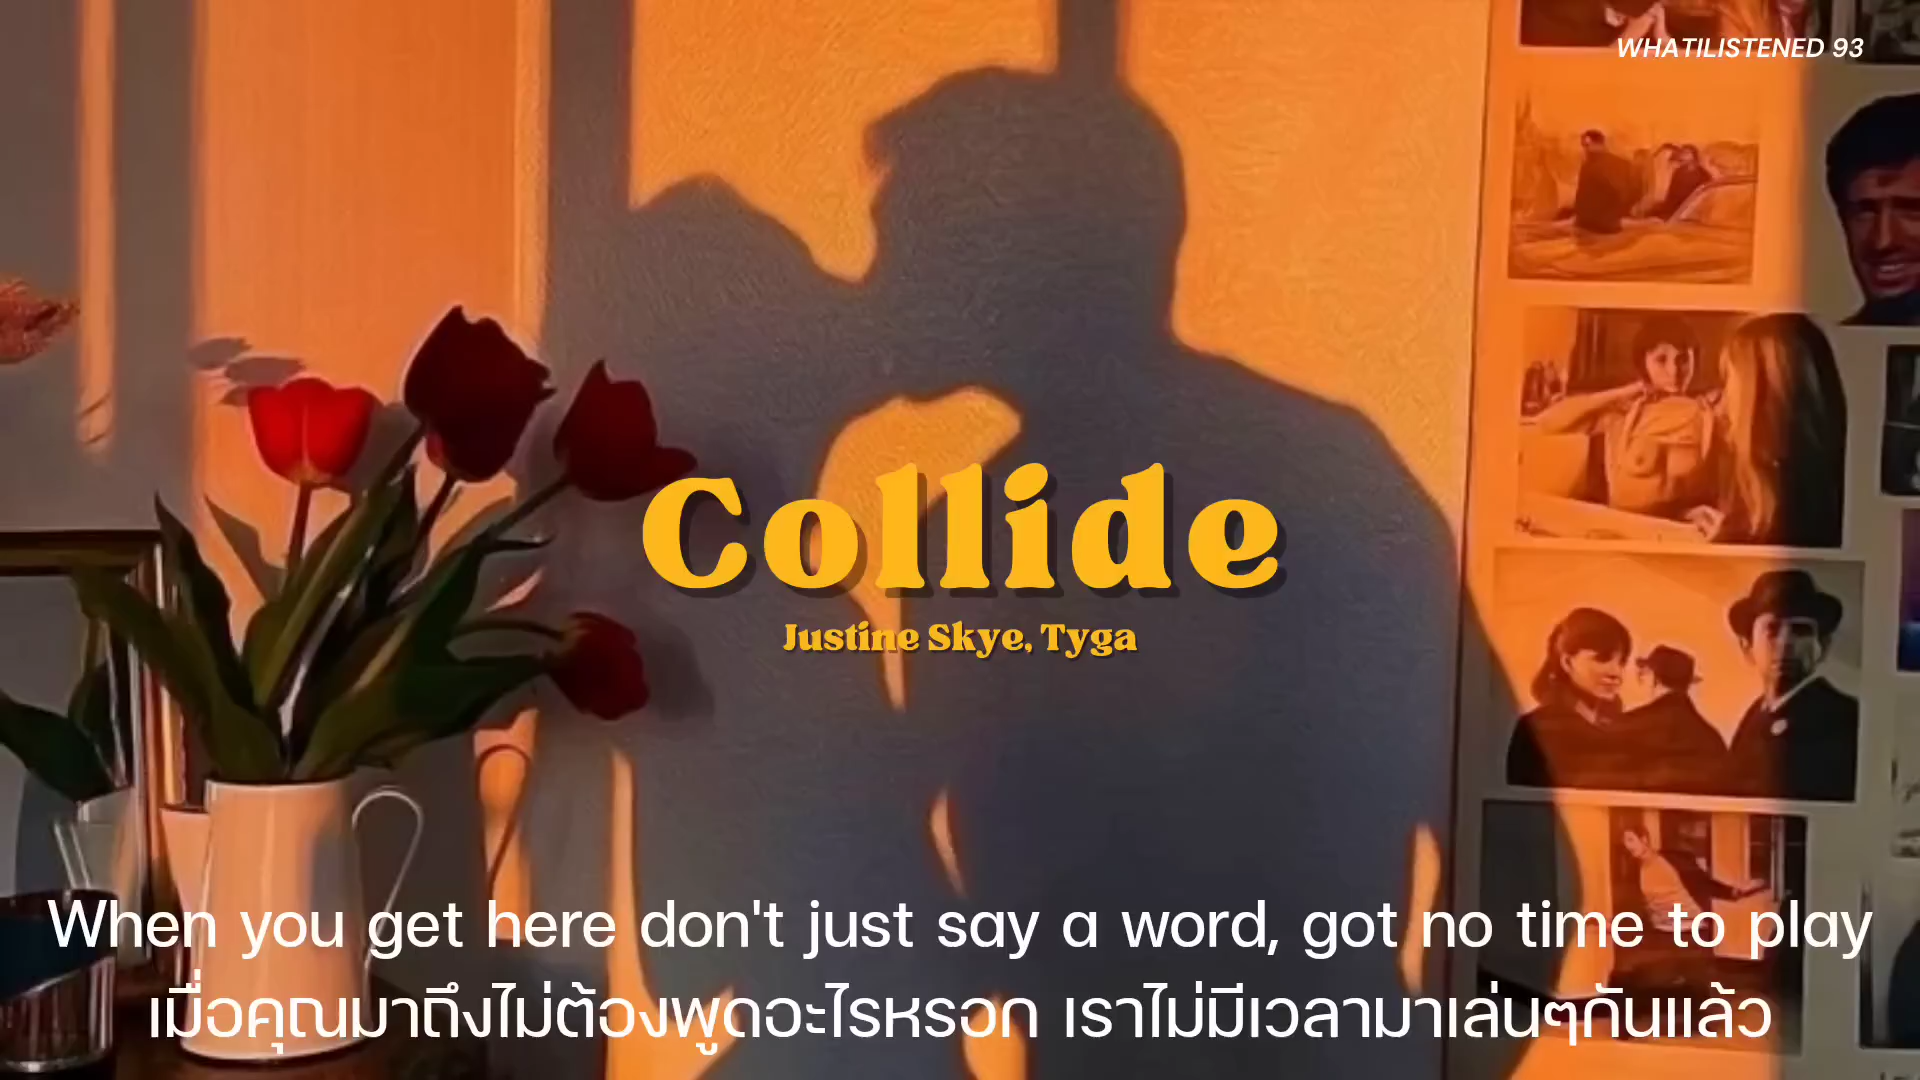 WHATILISTENED 93
Collide
Justine Skye, Tyga
When you get here don't just say a word, got no time to play
เมื่อคุณมาถึงไม่ต้องพูดอะไรหรอก เราไม่มีเวลามาเล่นๆกันแล้ว